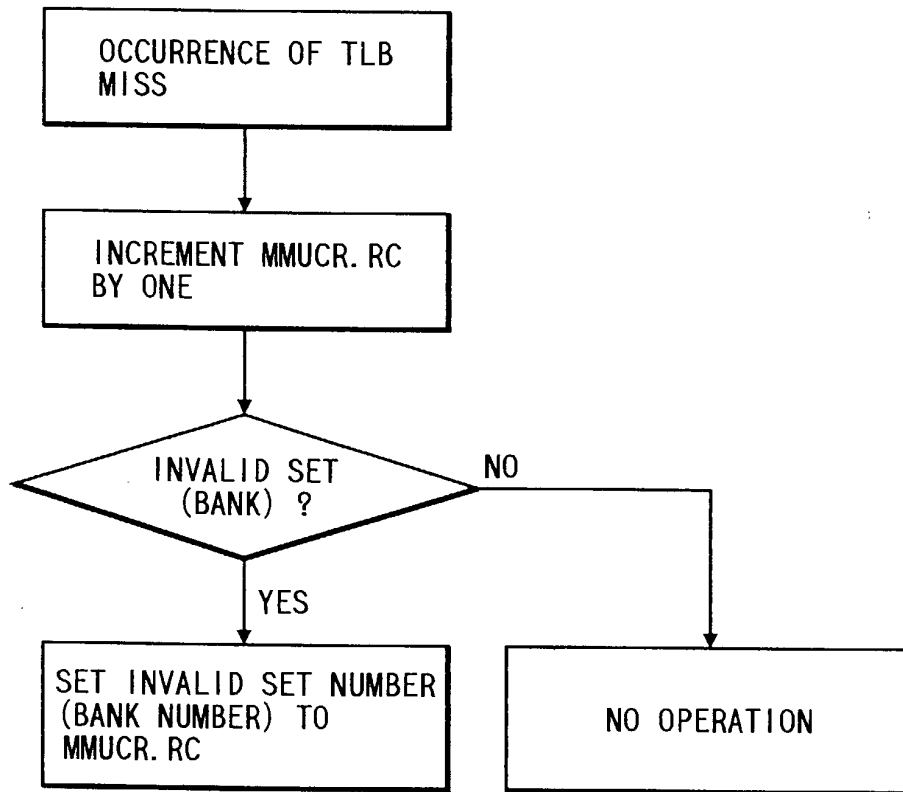 OCCURRENCE OF TLB
MISS
INCREMENT MMUCR.RC
BY ONE
INVALID SET
(BANK) ?
NO
YES
SET INVALID SET NUMBER
(BANK NUMBER) TO
MMUCR.RC
NO OPERATION